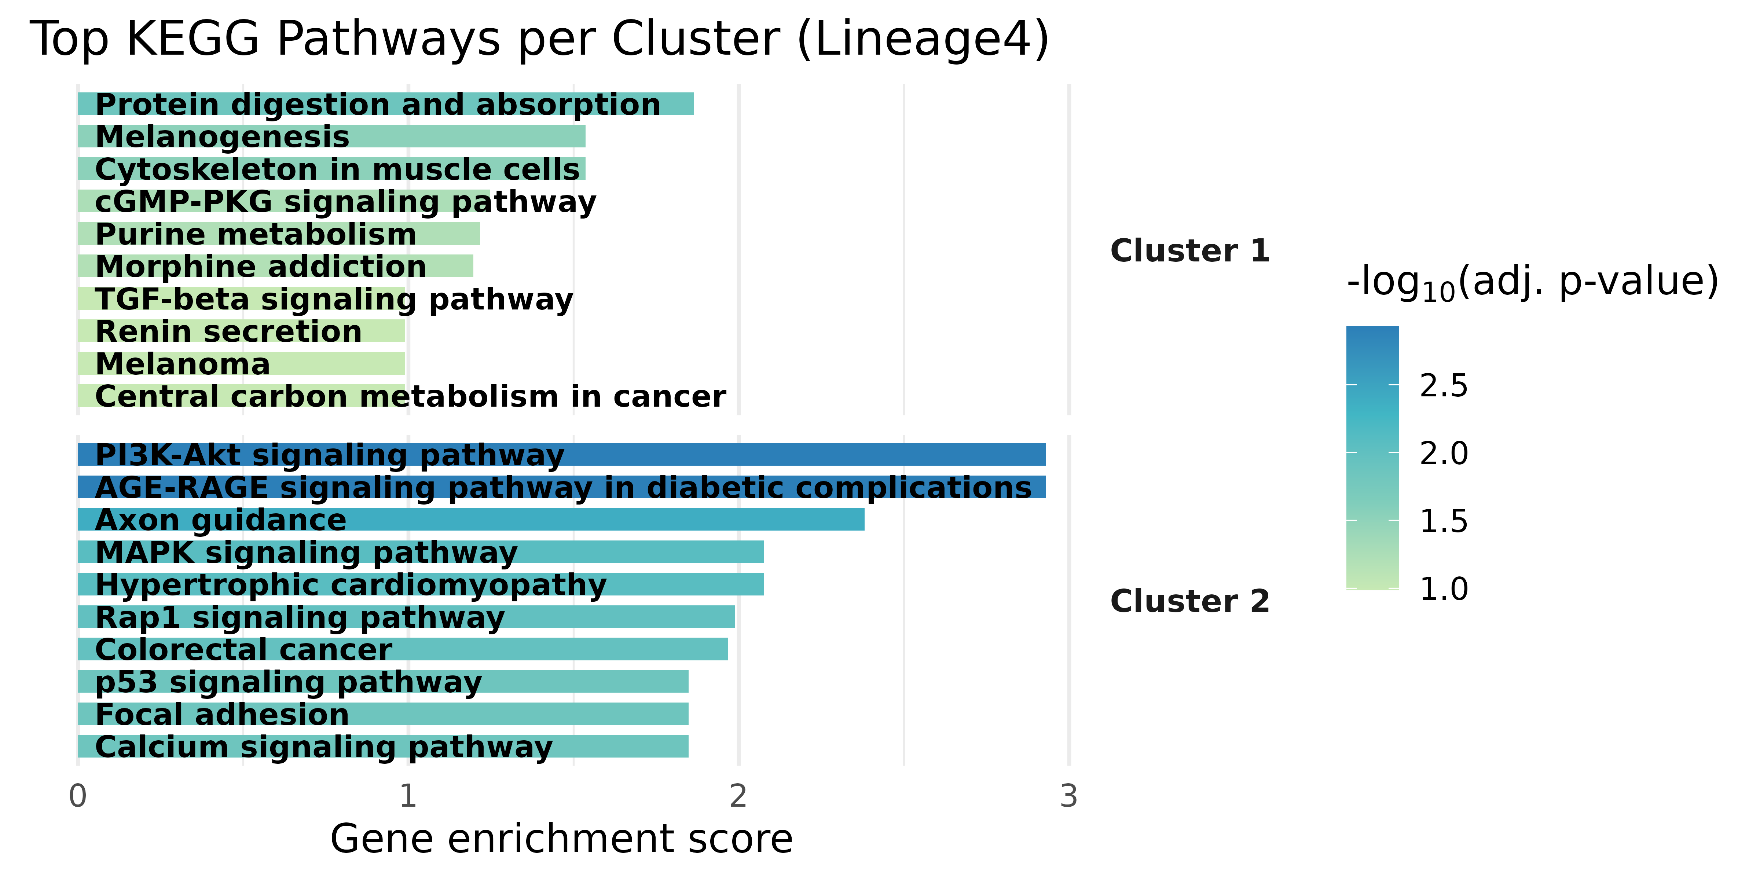 Top KEGG Pathways per Cluster (Lineage4)
Protein digestion and absorption
Melanogenesis
Cytoskeleton in muscle cells
cGMP-PKG signaling pathway
Purine metabolism
Morphine addiction
TGF-beta signaling pathway
Renin secretion
Melanoma
Central carbon metabolism in cancer
Cluster 1
PI3K-Akt signaling pathway
AGE-RAGE signaling pathway in diabetic complications
Axon guidance
MAPK signaling pathway
Hypertrophic cardiomyopathy
Rap1 signaling pathway
Colorectal cancer
p53 signaling pathway
Focal adhesion
Calcium signaling pathway
Cluster 2
0 1 2 3
Gene enrichment score
-log10(adj. p-value)
2.5
2.0
1.5
1.0